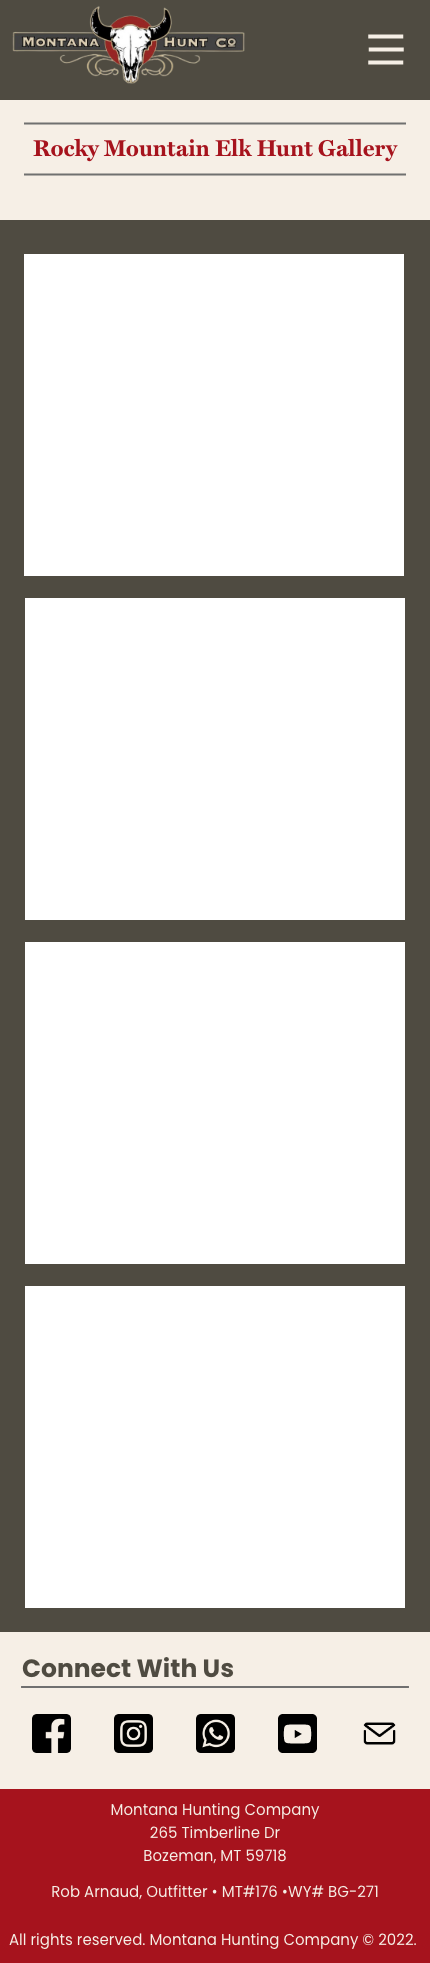 MONTANA HUNT CO
Rocky Mountain Elk Hunt Gallery
Connect With Us
Montana Hunting Company
265 Timberline Dr
Bozeman, MT 59718
Rob Arnaud, Outfitter • MT#176 •WY# BG-271
All rights reserved. Montana Hunting Company © 2022.